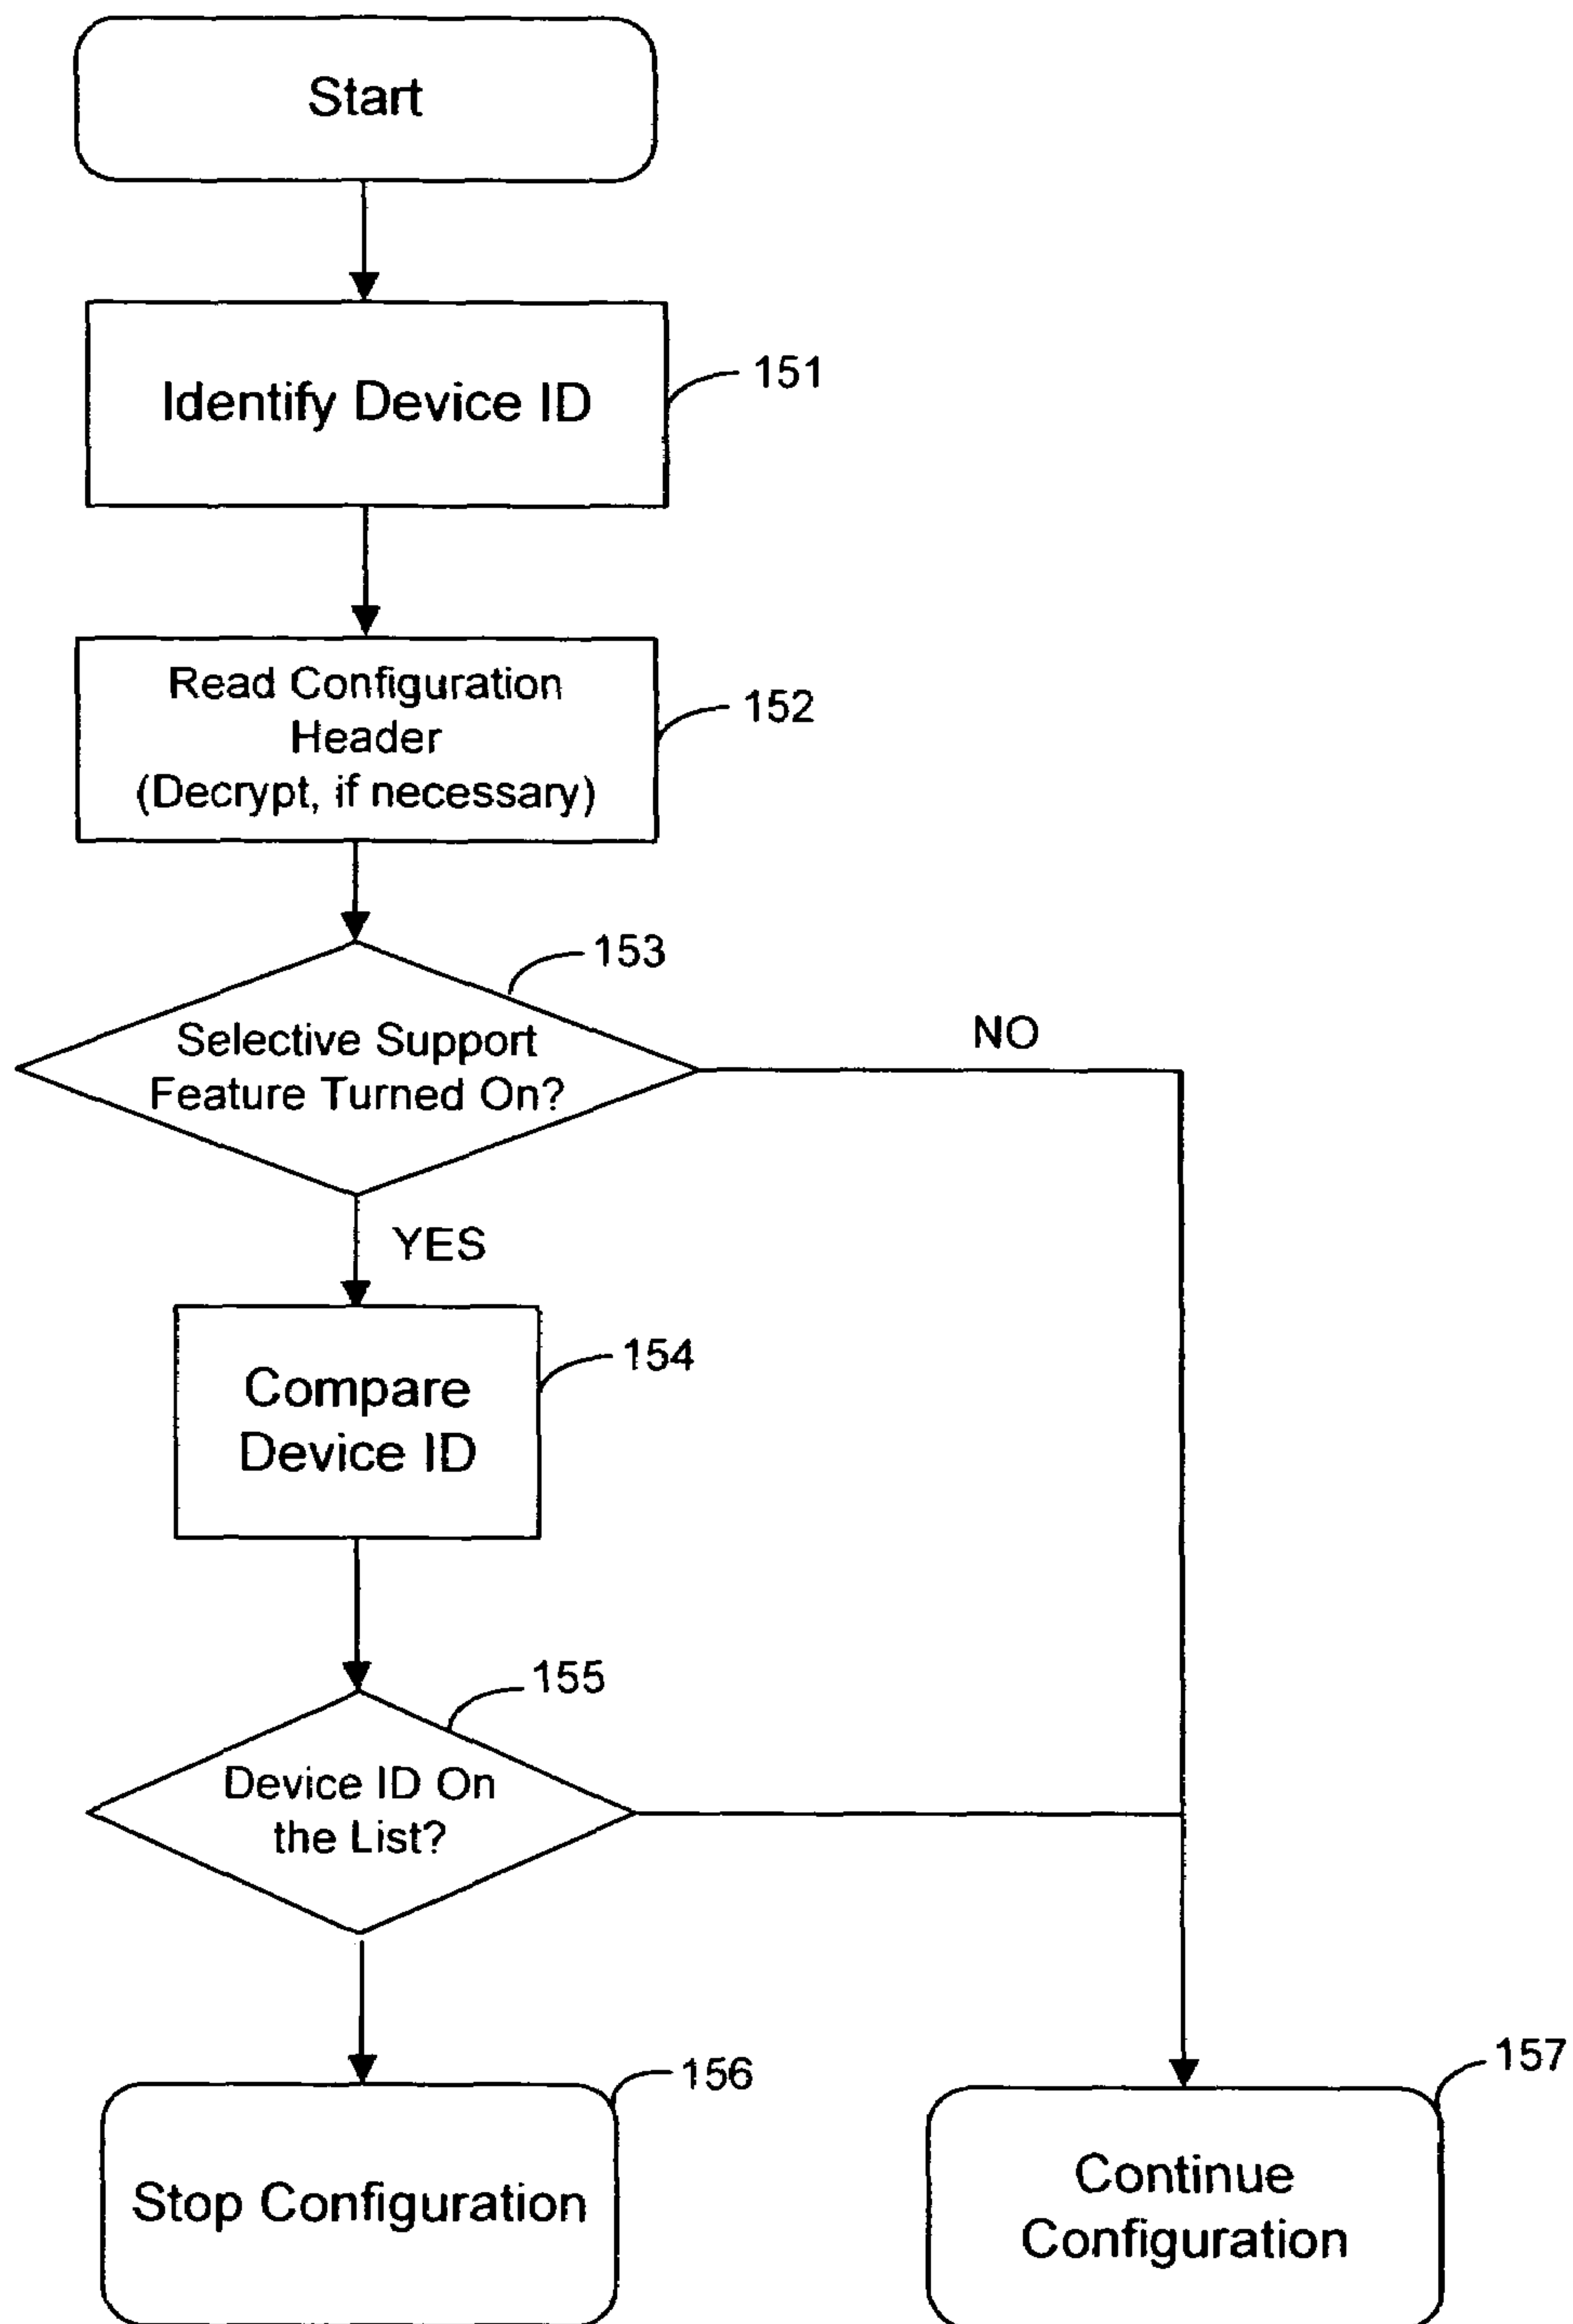 Start
Identify Device ID
151
Read Configuration
Header
(Decrypt, if necessary)
152
153
Selective Support
Feature Turned On?
NO
YES
Compare
Device ID
154
155
Device ID On
the List?
156
Stop Configuration
157
Continue
Configuration